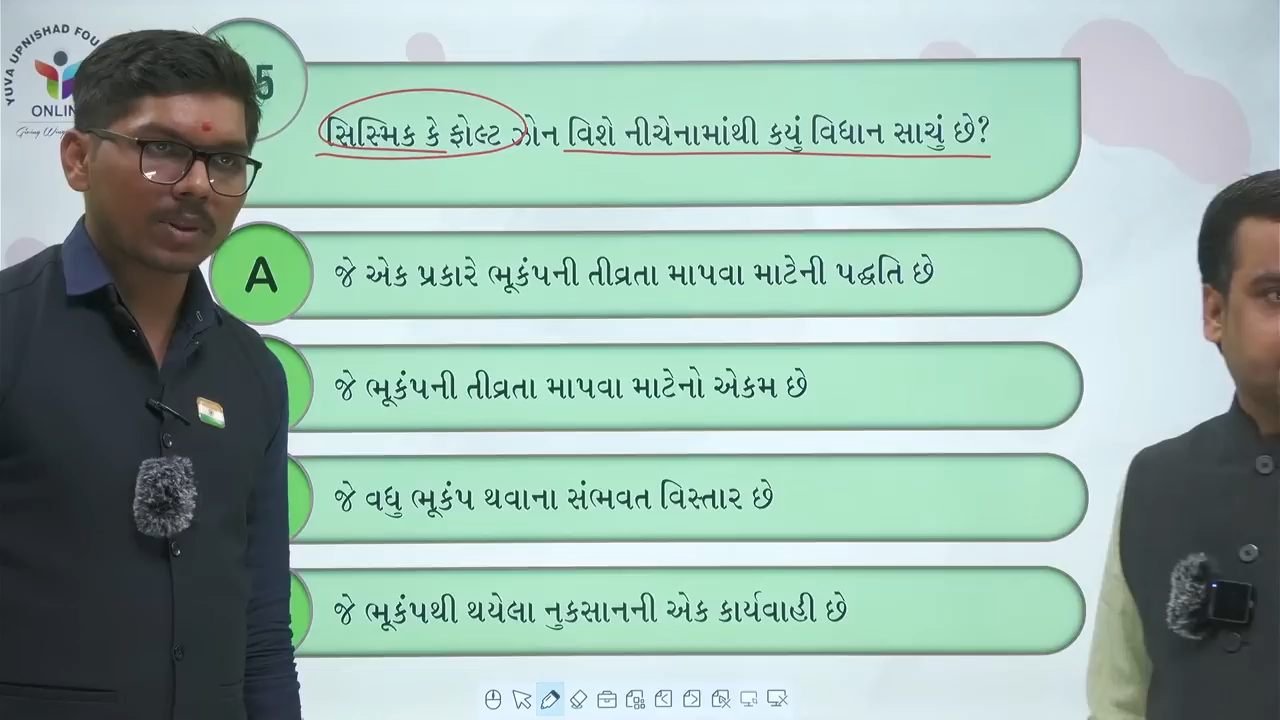 YUVA UPNISHAD FOU
ONLIN
5
સિસ્મિક કે ફોલ્ટ ઝોન વિશે નીચેનામાંથી કયું વિધાન સાચું છે?
A
જે એક પ્રકારે ભૂકંપની તીવ્રતા માપવા માટેની પદ્ધતિ છે
જે ભૂકંપની તીવ્રતા માપવા માટેનો એકમ છે
જે વધુ ભૂકંપ થવાના સંભવત વિસ્તાર છે
જે ભૂકંપથી થયેલા નુકસાનની એક કાર્યવાહી છે